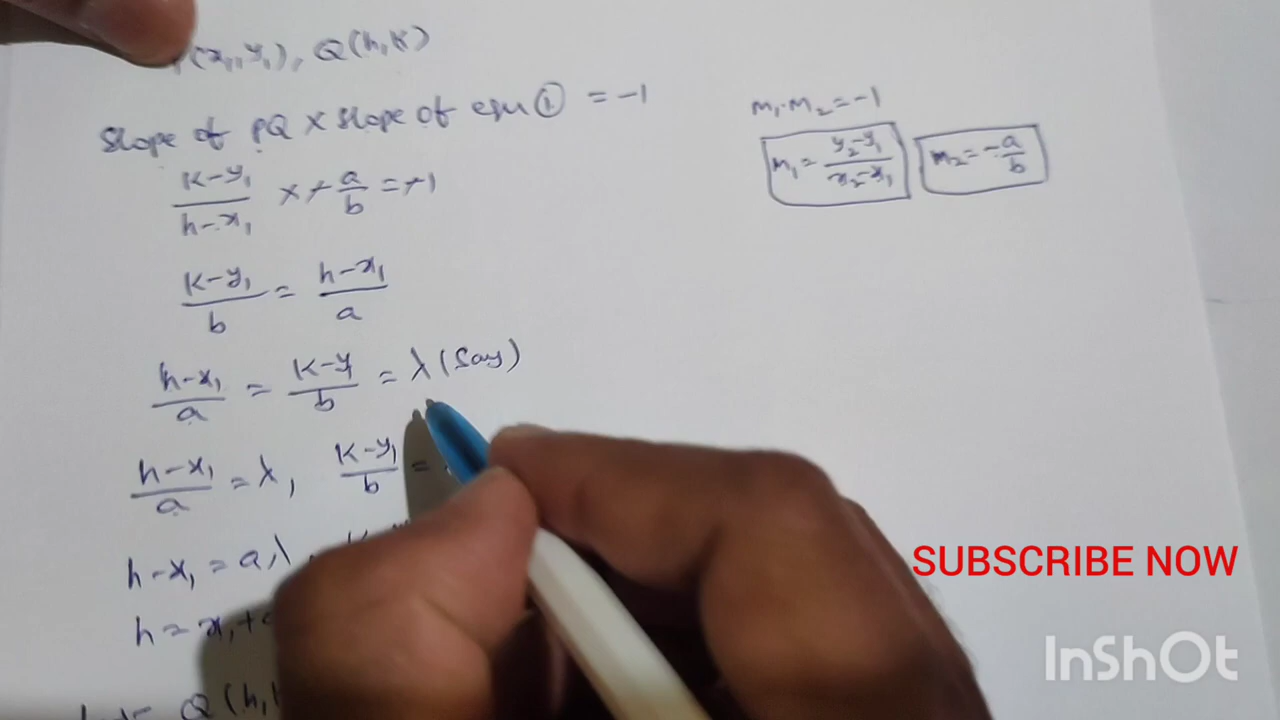 (x₁, y₁), Q(h, k)
Slope of PQ × slope of equ ① = -1
m₁·m₂ = -1
m₁ = (y₂-y₁)/(x₂-x₁)
m₂ = -a/b
(k-y₁)/(h-x₁) × +a/b = +1
(k-y₁)/b = (h-x₁)/a
(h-x₁)/a = (k-y₁)/b = λ (Say)
(h-x₁)/a = λ, (k-y₁)/b =
h-x₁ = aλ
h = x₁+
Q(h,
SUBSCRIBE NOW
InShOt